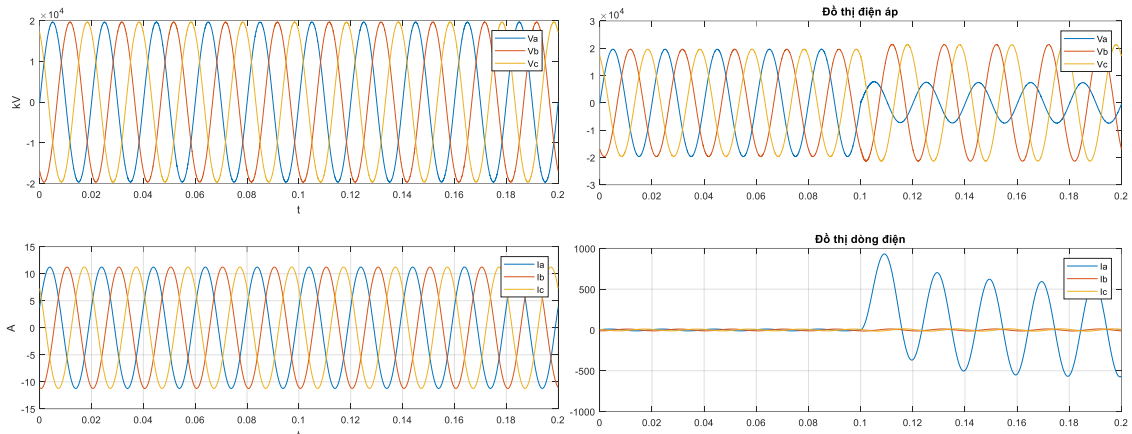 × 10⁴
2
1
0
-1
-2
kV
Va
Vb
Vc
0 0.02 0.04 0.06 0.08 0.1 0.12 0.14 0.16 0.18 0.2
t
Đồ thị điện áp
× 10⁴
3
2
1
0
-1
-2
-3
Va
Vb
Vc
0 0.02 0.04 0.06 0.08 0.1 0.12 0.14 0.16 0.18 0.2
15
10
5
0
-5
-10
-15
A
Ia
Ib
Ic
0 0.02 0.04 0.06 0.08 0.1 0.12 0.14 0.16 0.18 0.2
Đồ thị dòng điện
1000
500
0
-500
-1000
Ia
Ib
Ic
0 0.02 0.04 0.06 0.08 0.1 0.12 0.14 0.16 0.18 0.2